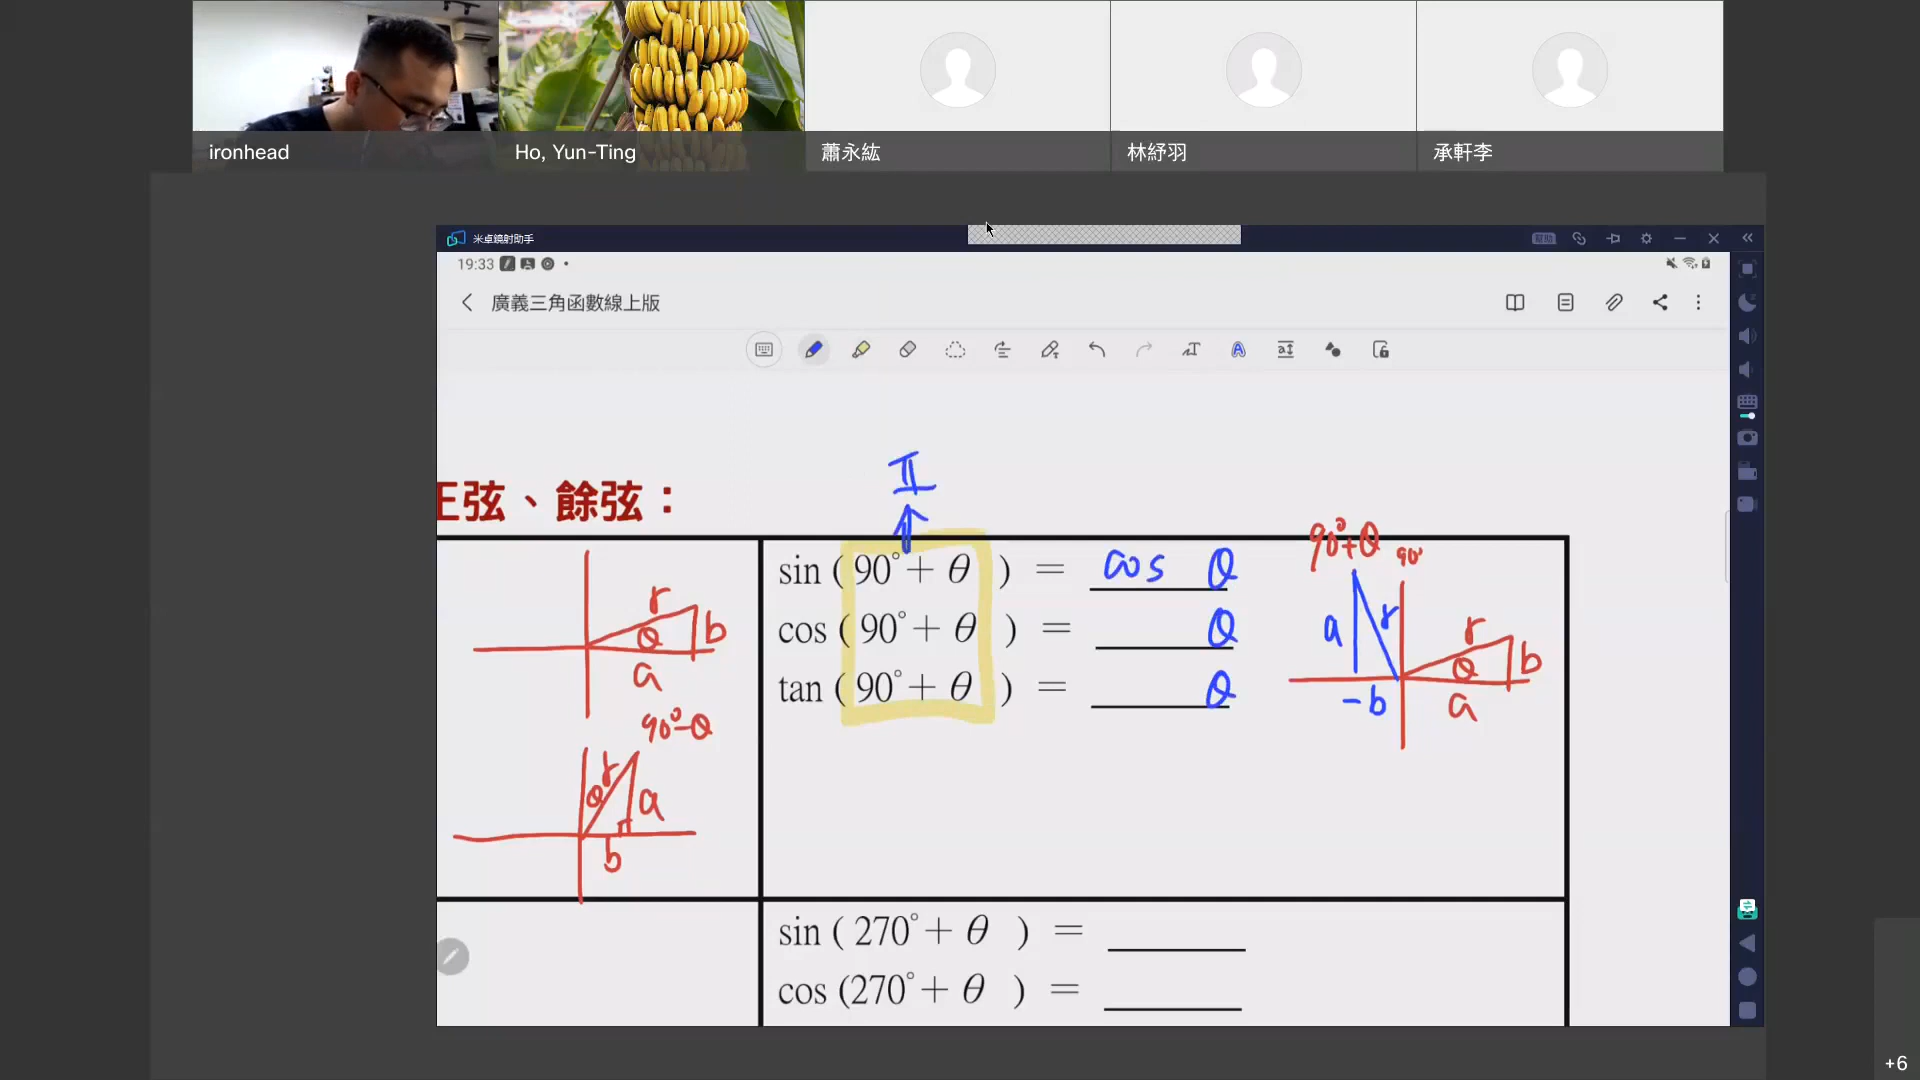 ironhead
Ho, Yun-Ting
蕭永紘
林紓羽
承軒李
米卓鏡射助手
19:33
廣義三角函數線上版
正弦、餘弦：
II
sin ( 90°+ θ ) = cos θ
cos ( 90°+ θ ) = θ
tan ( 90°+ θ ) = θ
r
θ
b
a
90°-θ
r
θ
a
b
90°+θ
90°
a
r
-b
r
θ
b
a
sin ( 270°+ θ ) =
cos (270°+ θ ) =
+6